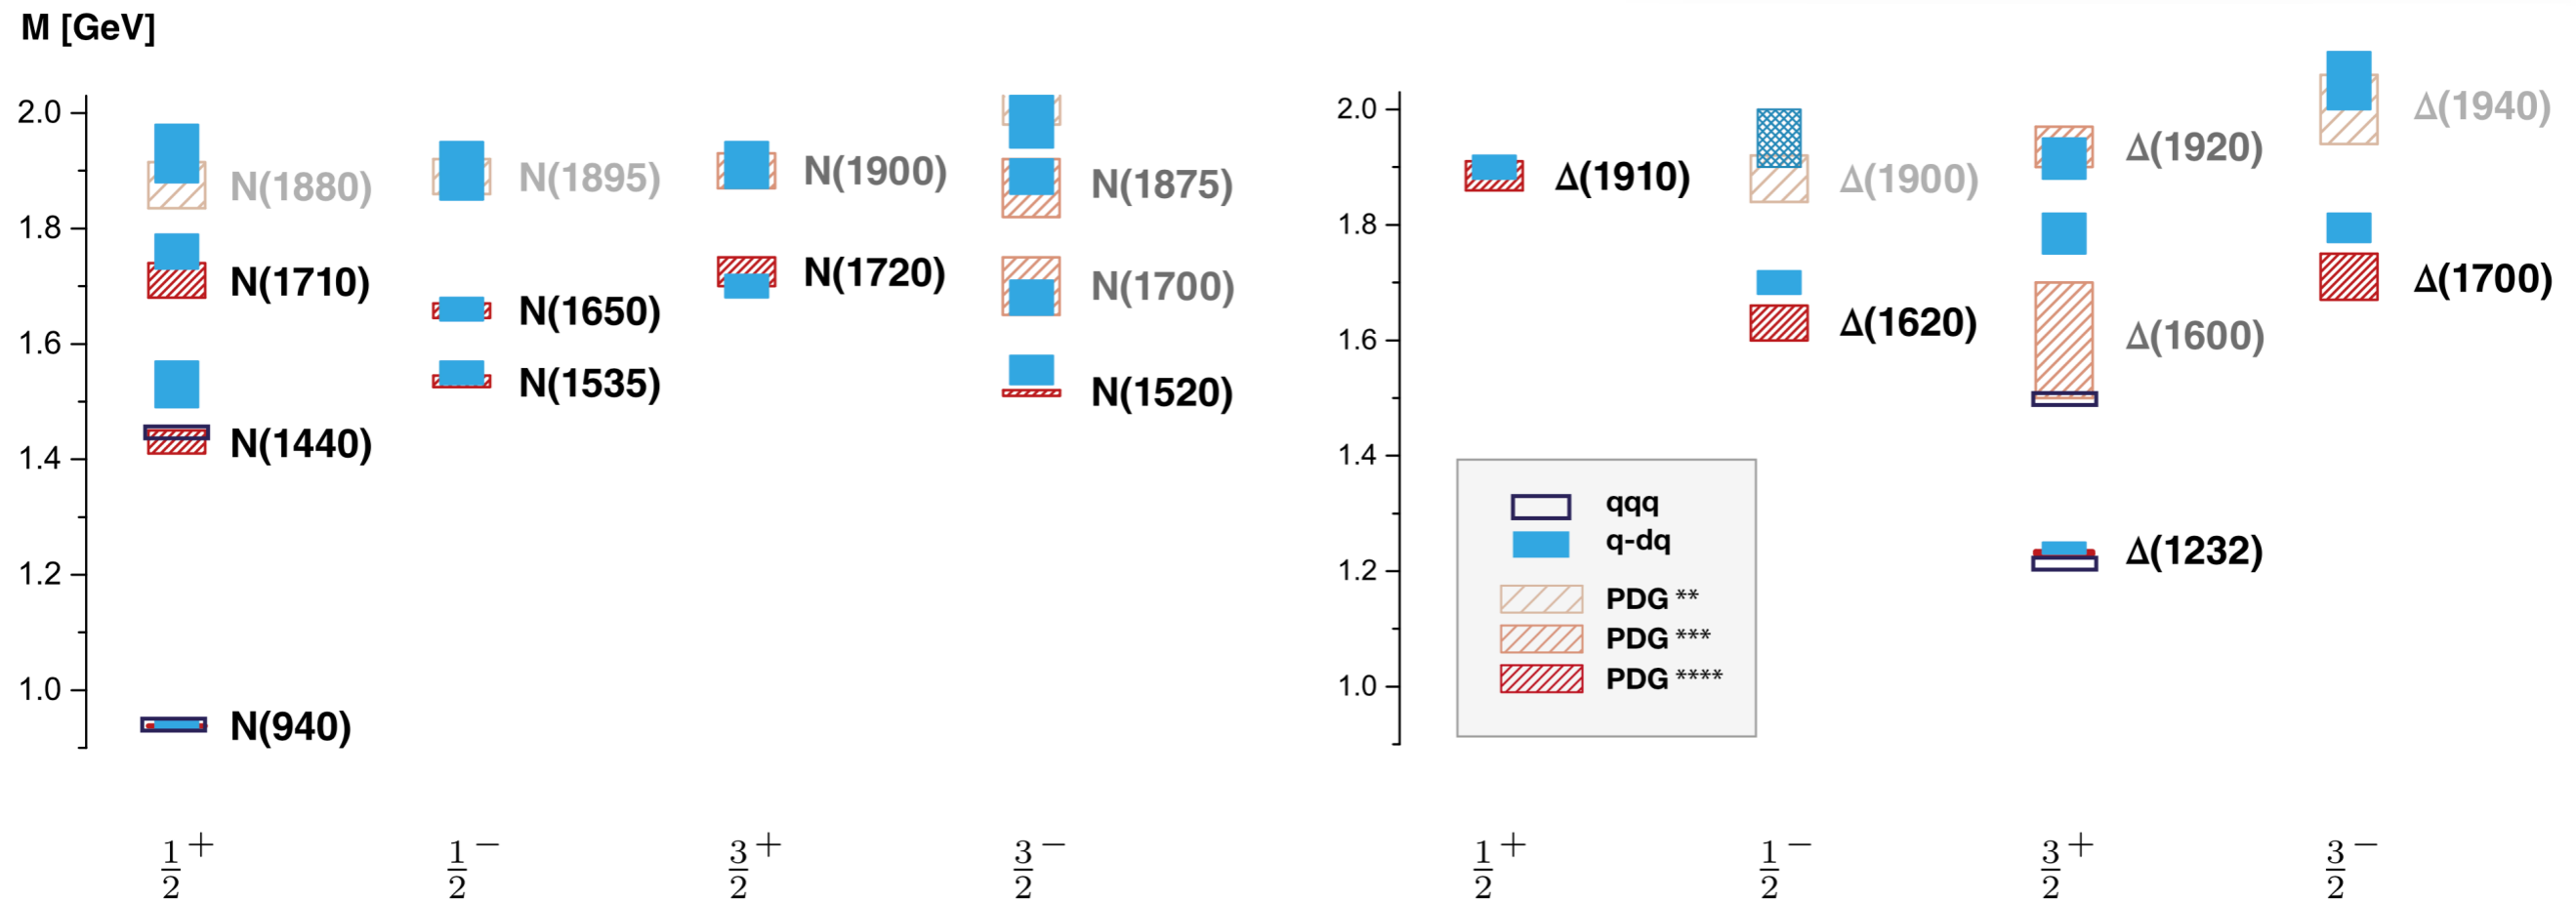 M [GeV]
2.0
1.8
1.6
1.4
1.2
1.0
N(1880)
N(1710)
N(1440)
N(940)
N(1895)
N(1650)
N(1535)
N(1900)
N(1720)
N(1875)
N(1700)
N(1520)
1/2+
1/2−
3/2+
3/2−
2.0
1.8
1.6
1.4
1.2
1.0
Δ(1910)
Δ(1900)
Δ(1620)
Δ(1920)
Δ(1600)
Δ(1232)
Δ(1940)
Δ(1700)
qqq
q-dq
PDG **
PDG ***
PDG ****
1/2+
1/2−
3/2+
3/2−